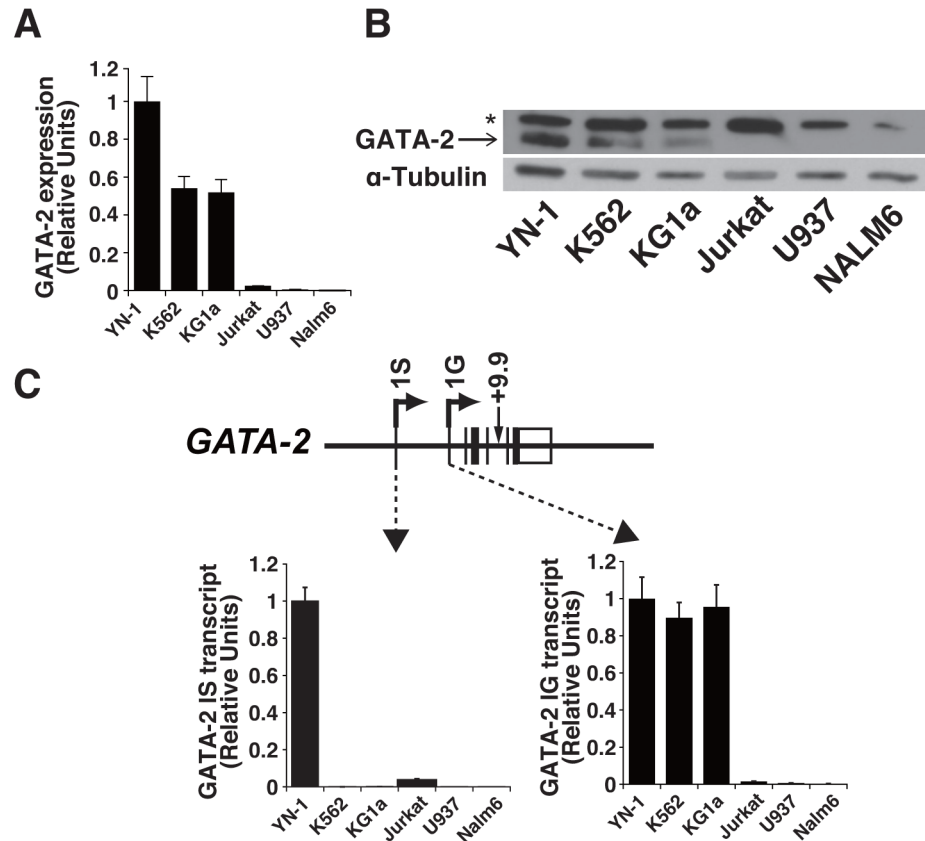 A
GATA-2 expression
(Relative Units)
1.2
1
0.8
0.6
0.4
0.2
0
YN-1
K562
KG1a
Jurkat
U937
Nalm6
B
*
GATA-2
α-Tubulin
YN-1
K562
KG1a
Jurkat
U937
NALM6
C
1S
1G
+9.9
GATA-2
GATA-2 IS transcript
(Relative Units)
1.2
1
0.8
0.6
0.4
0.2
0
YN-1
K562
KG1a
Jurkat
U937
Nalm6
GATA-2 IG transcript
(Relative Units)
1.2
1
0.8
0.6
0.4
0.2
0
YN-1
K562
KG1a
Jurkat
U937
Nalm6